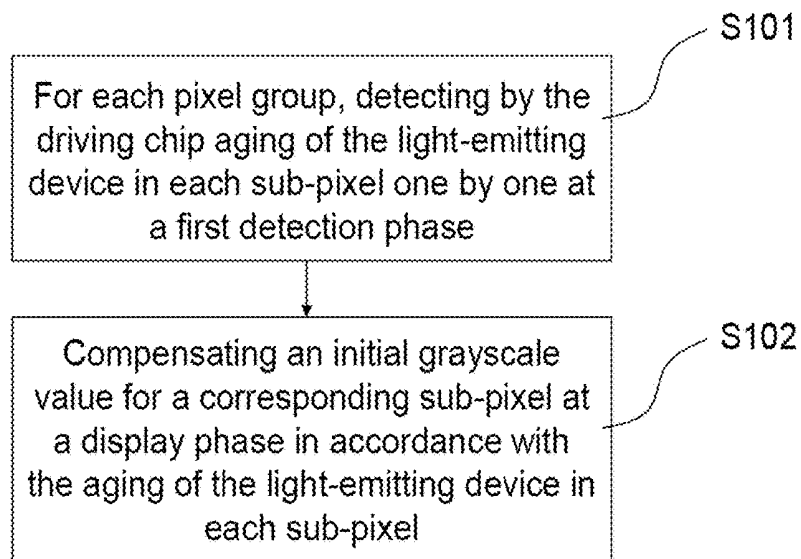 S101
For each pixel group, detecting by the
driving chip aging of the light-emitting
device in each sub-pixel one by one at
a first detection phase
S102
Compensating an initial grayscale
value for a corresponding sub-pixel at
a display phase in accordance with
the aging of the light-emitting device in
each sub-pixel